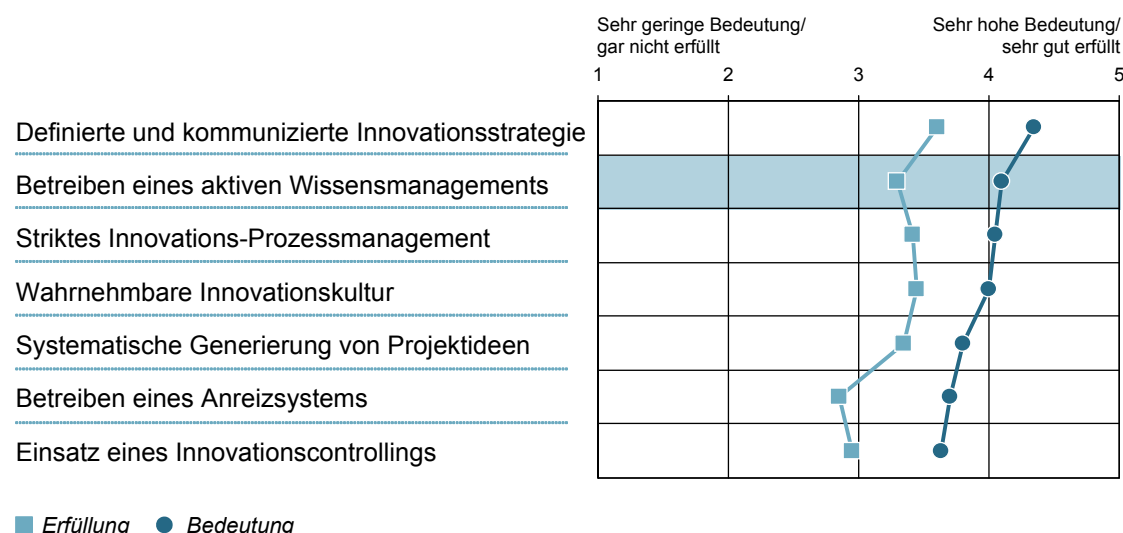 Sehr geringe Bedeutung/
gar nicht erfüllt
Sehr hohe Bedeutung/
sehr gut erfüllt
1 2 3 4 5
Definierte und kommunizierte Innovationsstrategie
Betreiben eines aktiven Wissensmanagements
Striktes Innovations-Prozessmanagement
Wahrnehmbare Innovationskultur
Systematische Generierung von Projektideen
Betreiben eines Anreizsystems
Einsatz eines Innovationscontrollings
Erfüllung Bedeutung